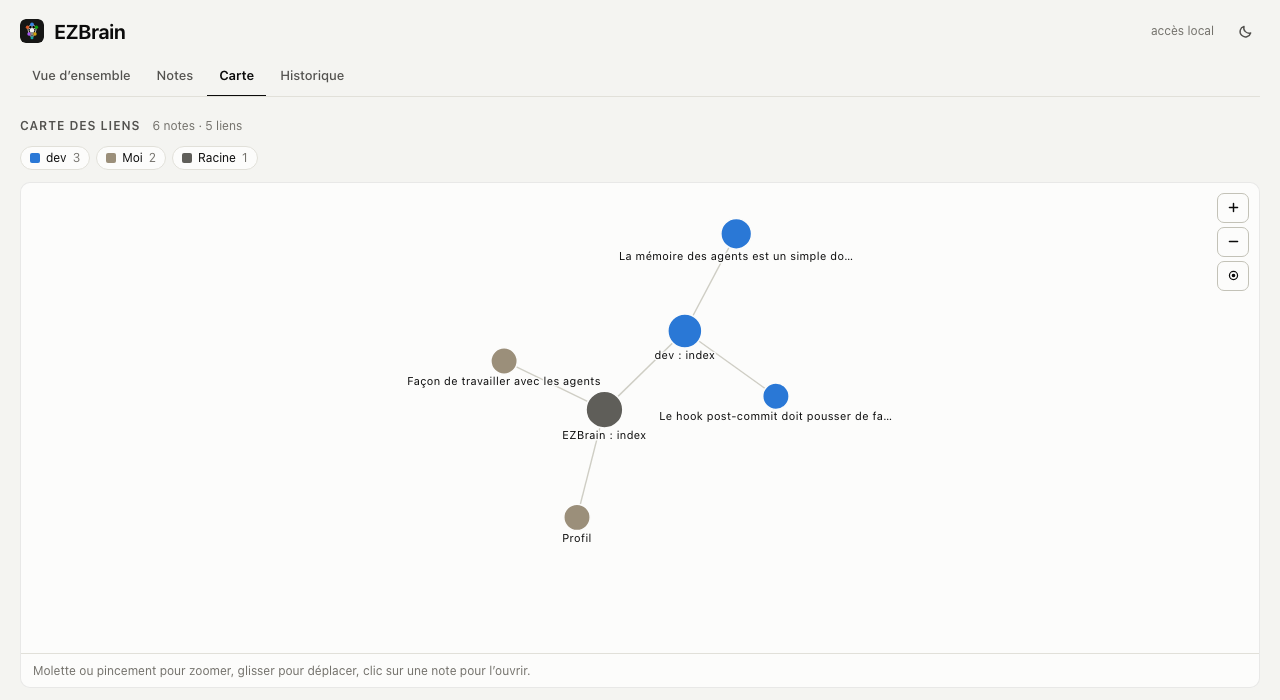 EZBrain
accès local
Vue d’ensemble
Notes
Carte
Historique
CARTE DES LIENS 6 notes · 5 liens
dev 3
Moi 2
Racine 1
La mémoire des agents est un simple do…
dev : index
Façon de travailler avec les agents
Le hook post-commit doit pousser de fa…
EZBrain : index
Profil
Molette ou pincement pour zoomer, glisser pour déplacer, clic sur une note pour l’ouvrir.